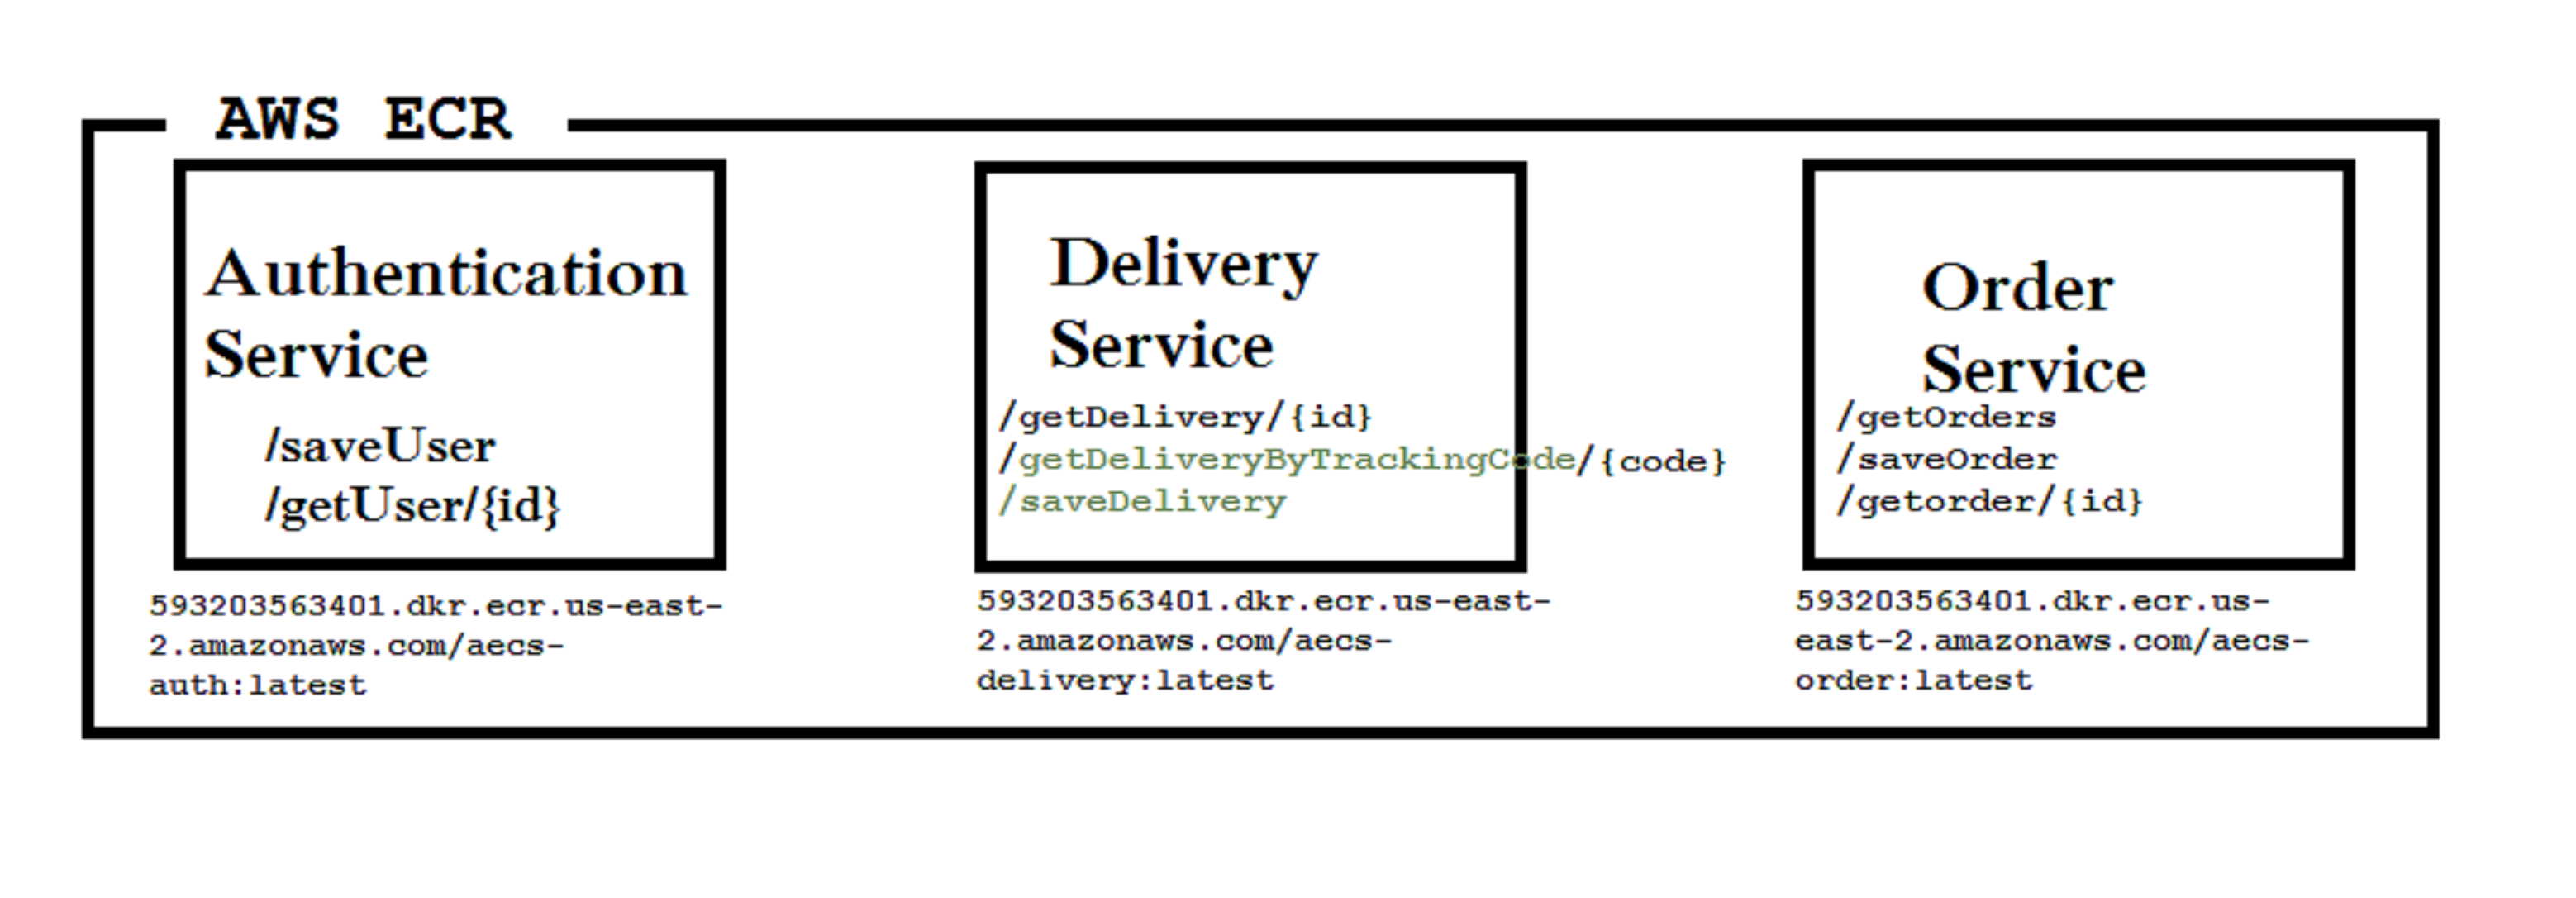 AWS ECR
Authentication
Service
/saveUser
/getUser/{id}
593203563401.dkr.ecr.us-east-
2.amazonaws.com/aecs-
auth:latest
Delivery
Service
/getDelivery/{id}
/getDeliveryByTrackingCode/{code}
/saveDelivery
593203563401.dkr.ecr.us-east-
2.amazonaws.com/aecs-
delivery:latest
Order
Service
/getOrders
/saveOrder
/getorder/{id}
593203563401.dkr.ecr.us-
east-2.amazonaws.com/aecs-
order:latest